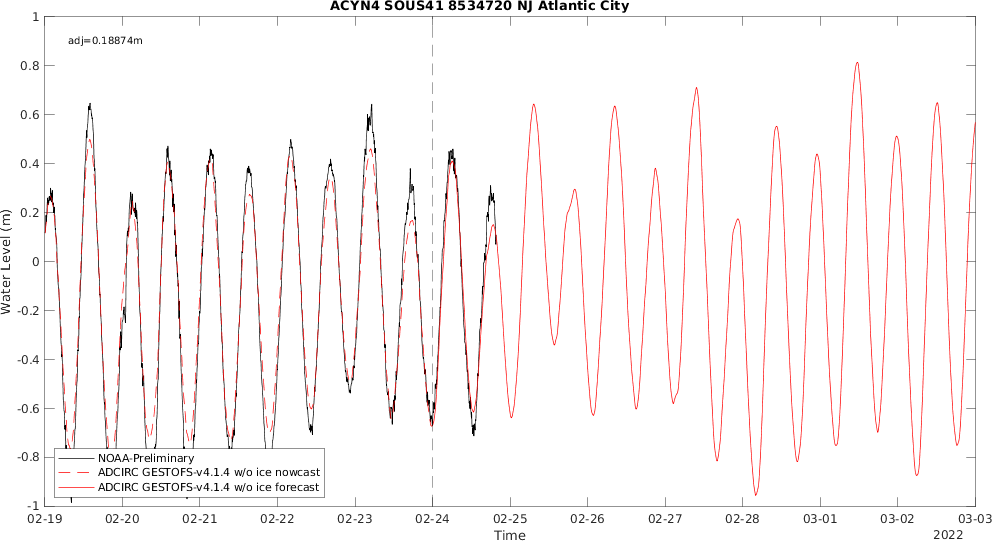 ACYN4 SOUS41 8534720 NJ Atlantic City
adj=0.18874m
1
0.8
0.6
0.4
0.2
0
-0.2
-0.4
-0.6
-0.8
-1
Water Level (m)
NOAA-Preliminary
ADCIRC GESTOFS-v4.1.4 w/o ice nowcast
ADCIRC GESTOFS-v4.1.4 w/o ice forecast
02-19 02-20 02-21 02-22 02-23 02-24 02-25 02-26 02-27 02-28 03-01 03-02 03-03
Time
2022